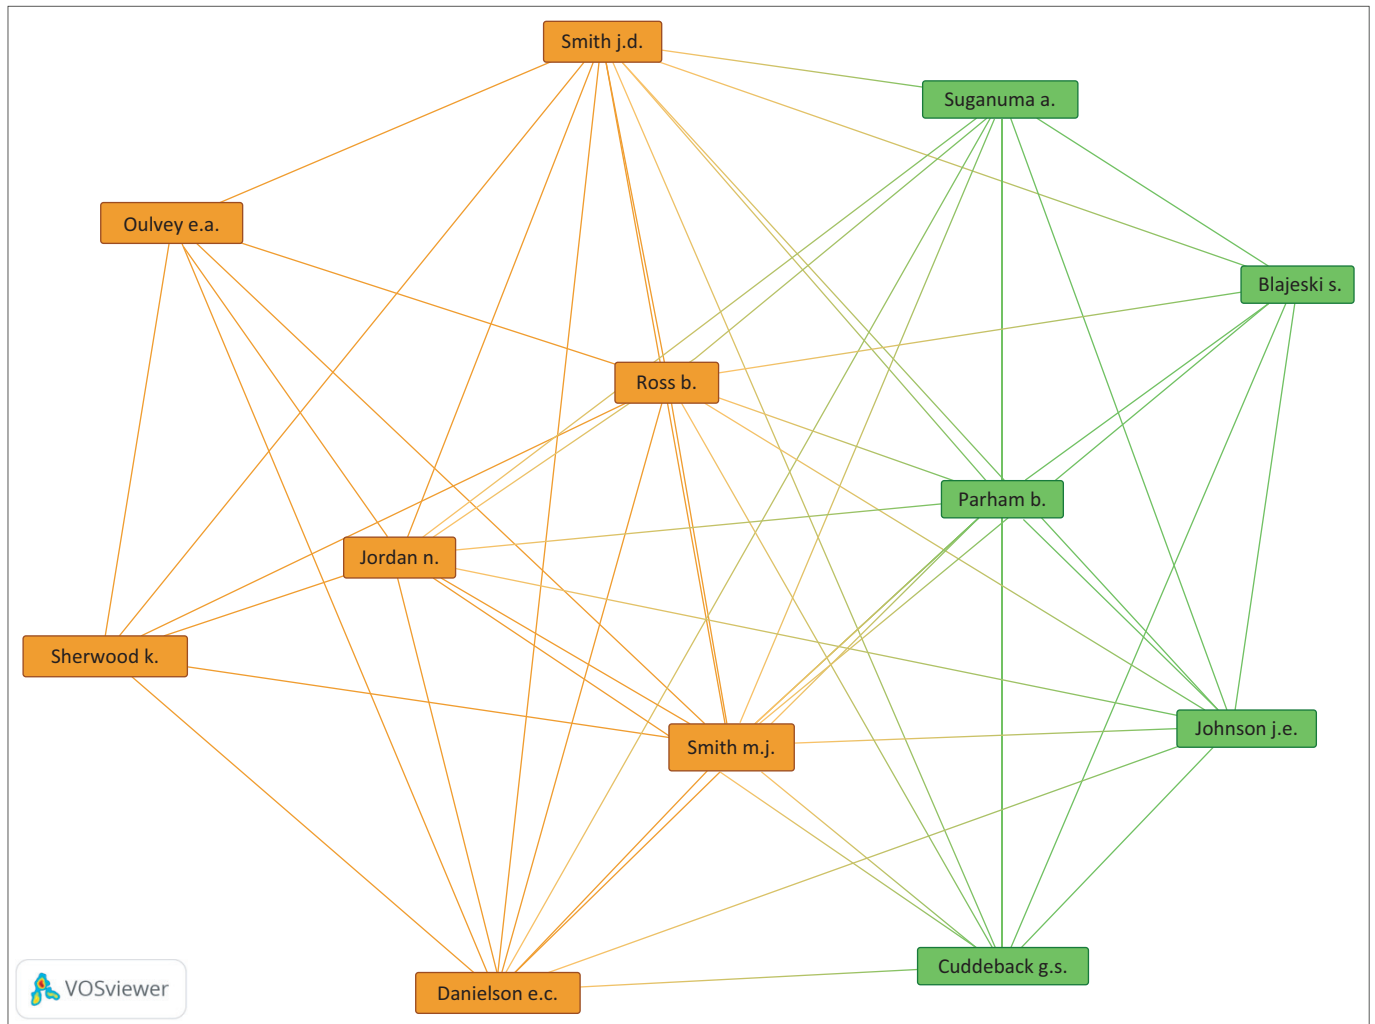 Smith j.d.
Suganuma a.
Oulvey e.a.
Blajeski s.
Ross b.
Parham b.
Jordan n.
Sherwood k.
Smith m.j.
Johnson j.e.
Cuddeback g.s.
Danielson e.c.
VOSviewer